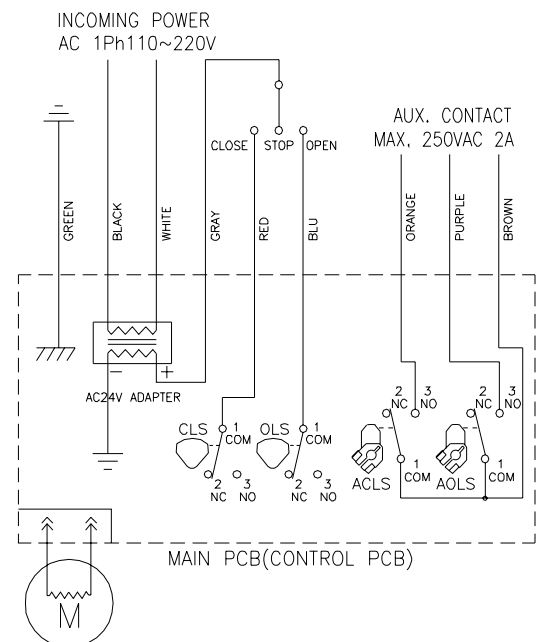 INCOMING POWER
AC 1Ph110~220V
AUX. CONTACT
MAX, 250VAC 2A
CLOSE STOP OPEN
GREEN
BLACK
WHITE
GRAY
RED
BLU
ORANGE
PURPLE
BROWN
− +
AC24V ADAPTER
CLS 1 COM
2 NC 3 NO
OLS 1 COM
2 NC 3 NO
2 NC 3 NO
1 COM
ACLS
2 NC 3 NO
1 COM
AOLS
MAIN PCB(CONTROL PCB)
M